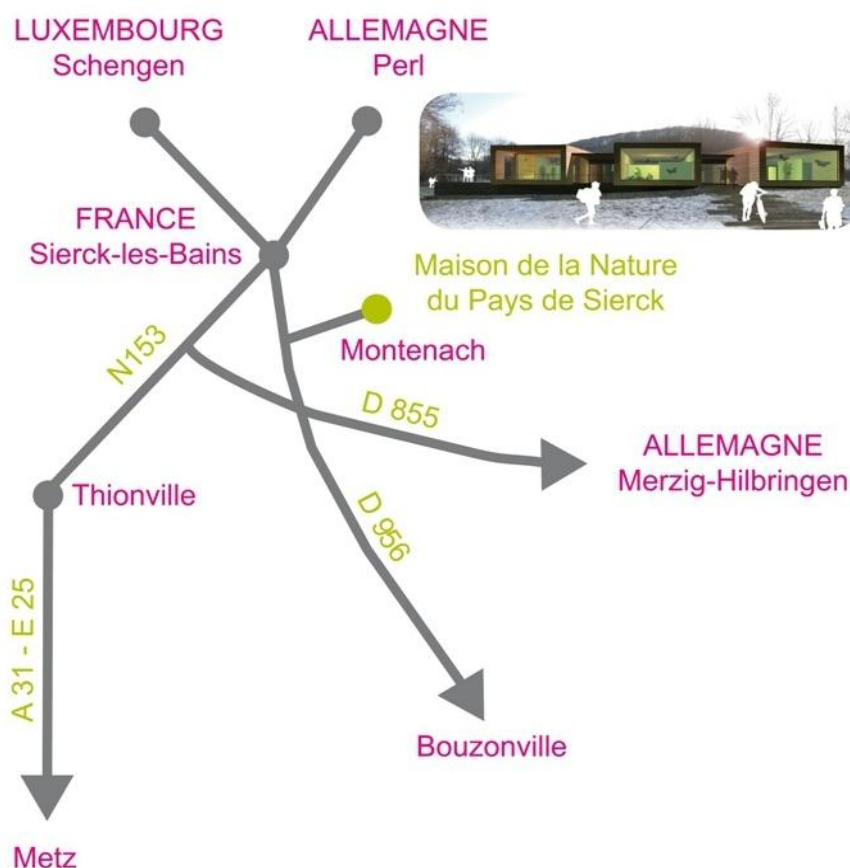 LUXEMBOURG
Schengen
ALLEMAGNE
Perl
FRANCE
Sierck-les-Bains
Maison de la Nature
du Pays de Sierck
Montenach
N153
D 855
ALLEMAGNE
Merzig-Hilbringen
Thionville
D 956
A 31 - E 25
Bouzonville
Metz